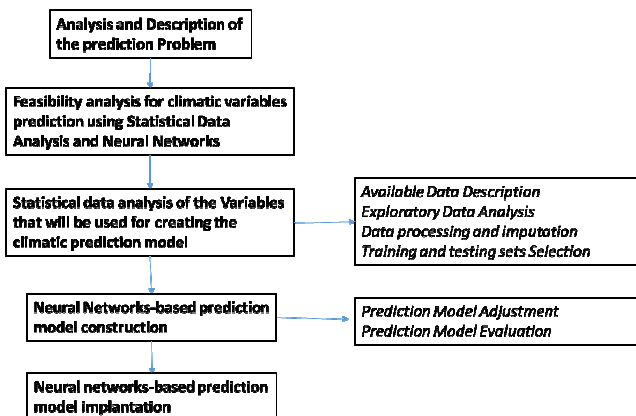 Analysis and Description of
the prediction Problem
Feasibility analysis for climatic variables
prediction using Statistical Data
Analysis and Neural Networks
Statistical data analysis of the Variables
that will be used for creating the
climatic prediction model
Available Data Description
Exploratory Data Analysis
Data processing and imputation
Training and testing sets Selection
Neural Networks-based prediction
model construction
Prediction Model Adjustment
Prediction Model Evaluation
Neural networks-based prediction
model implantation